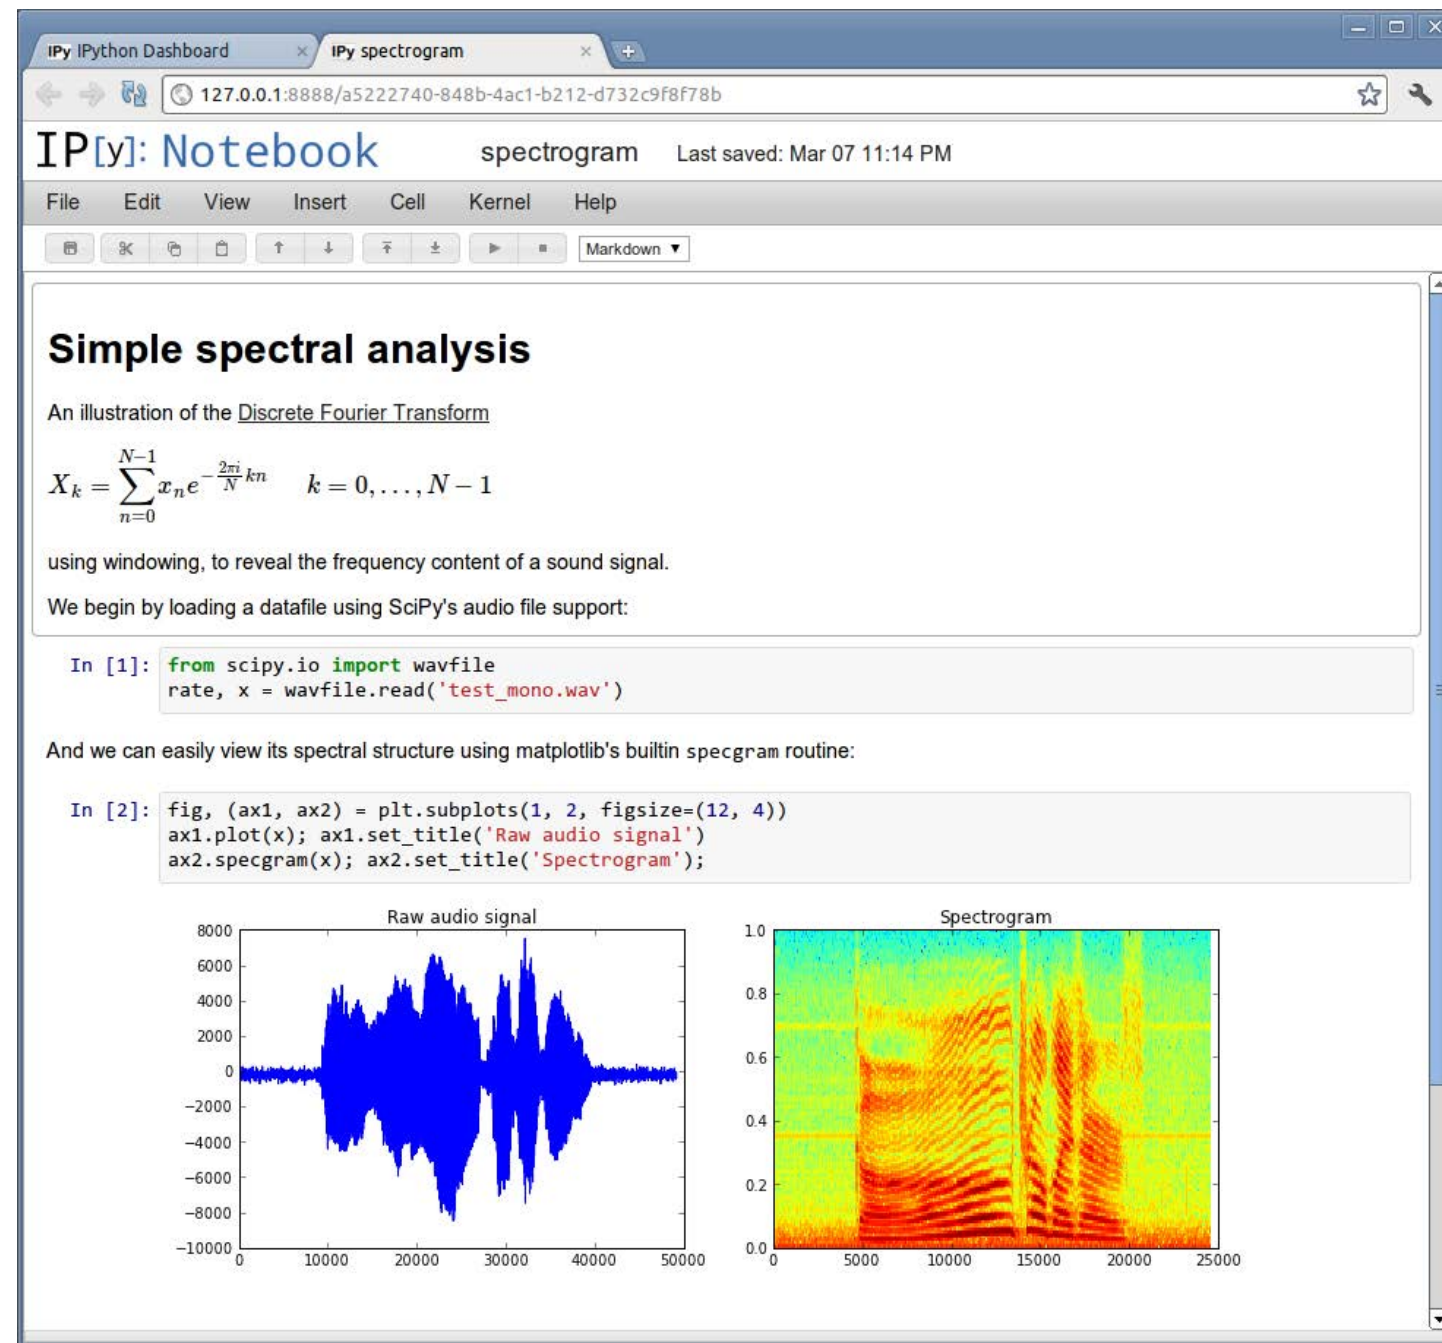 IPy IPython Dashboard
IPy spectrogram
127.0.0.1:8888/a5222740-848b-4ac1-b212-d732c9f8f78b
IP[y]: Notebook spectrogram Last saved: Mar 07 11:14 PM
File Edit View Insert Cell Kernel Help
Markdown
Simple spectral analysis
An illustration of the Discrete Fourier Transform
X_k = \sum_{n=0}^{N-1} x_n e^{-\frac{2\pi i}{N} kn} k = 0, . . . , N − 1
using windowing, to reveal the frequency content of a sound signal.
We begin by loading a datafile using SciPy's audio file support:
In [1]: from scipy.io import wavfile
rate, x = wavfile.read('test_mono.wav')
And we can easily view its spectral structure using matplotlib's builtin specgram routine:
In [2]: fig, (ax1, ax2) = plt.subplots(1, 2, figsize=(12, 4))
ax1.plot(x); ax1.set_title('Raw audio signal')
ax2.specgram(x); ax2.set_title('Spectrogram');
Raw audio signal
8000
6000
4000
2000
0
−2000
−4000
−6000
−8000
−10000
0 10000 20000 30000 40000 50000
Spectrogram
1.0
0.8
0.6
0.4
0.2
0.0
0 5000 10000 15000 20000 25000